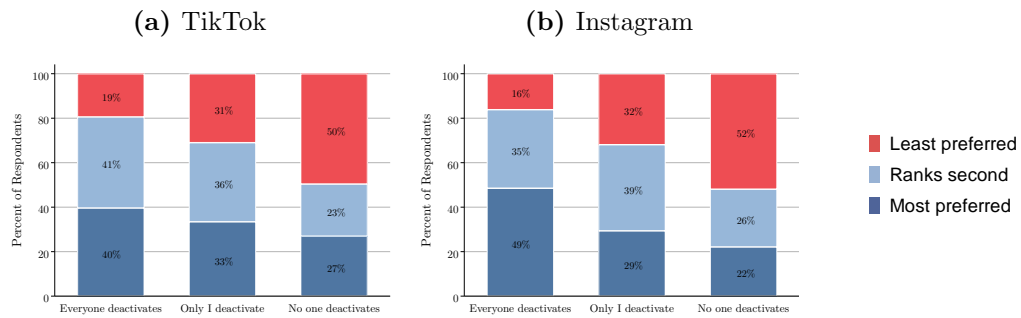 (a) TikTok
Percent of Respondents
100
80
60
40
20
0
19%
41%
40%
31%
36%
33%
50%
23%
27%
Everyone deactivates
Only I deactivate
No one deactivates
(b) Instagram
Percent of Respondents
100
80
60
40
20
0
16%
35%
49%
32%
39%
29%
52%
26%
22%
Everyone deactivates
Only I deactivate
No one deactivates
Least preferred
Ranks second
Most preferred